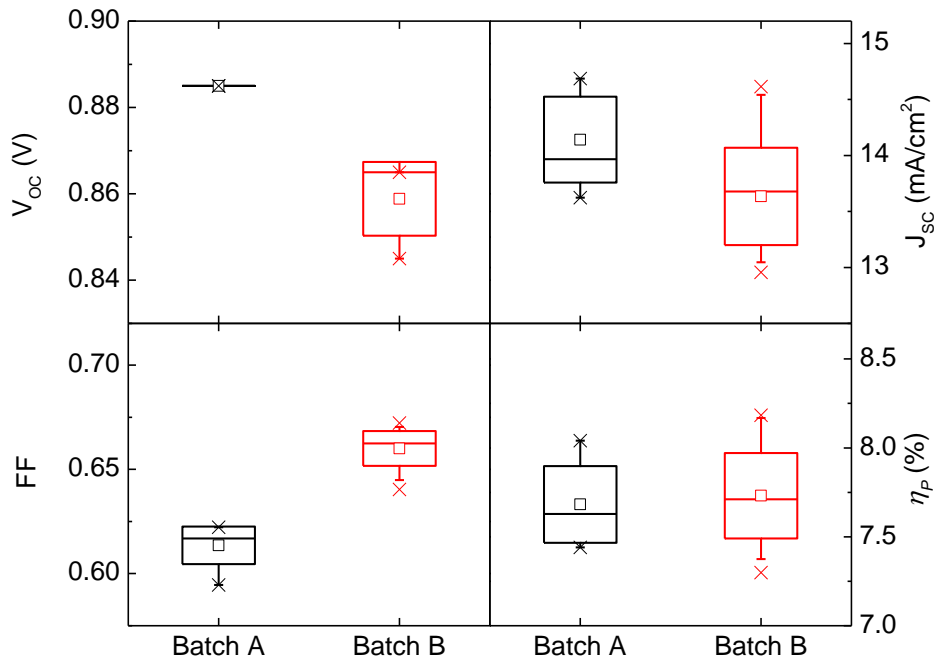 0.90
0.88
0.86
0.84
V_OC (V)
15
14
13
J_SC (mA/cm²)
0.70
0.65
0.60
FF
8.5
8.0
7.5
7.0
η_P (%)
Batch A
Batch B
Batch A
Batch B